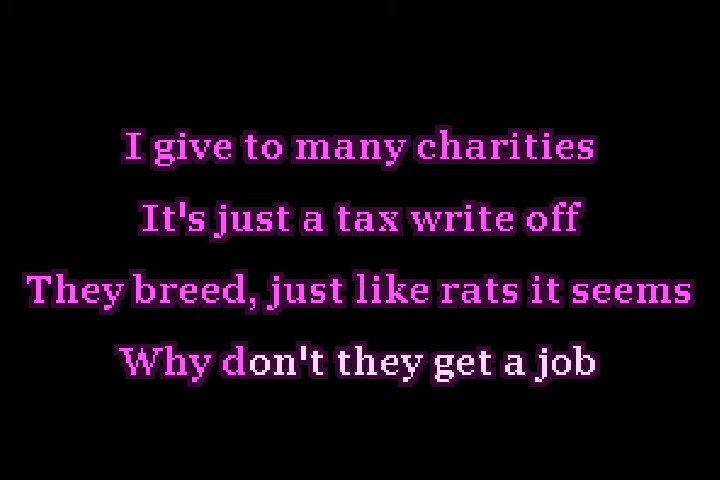 I give to many charities
It's just a tax write off
They breed, just like rats it seems
Why don't they get a job